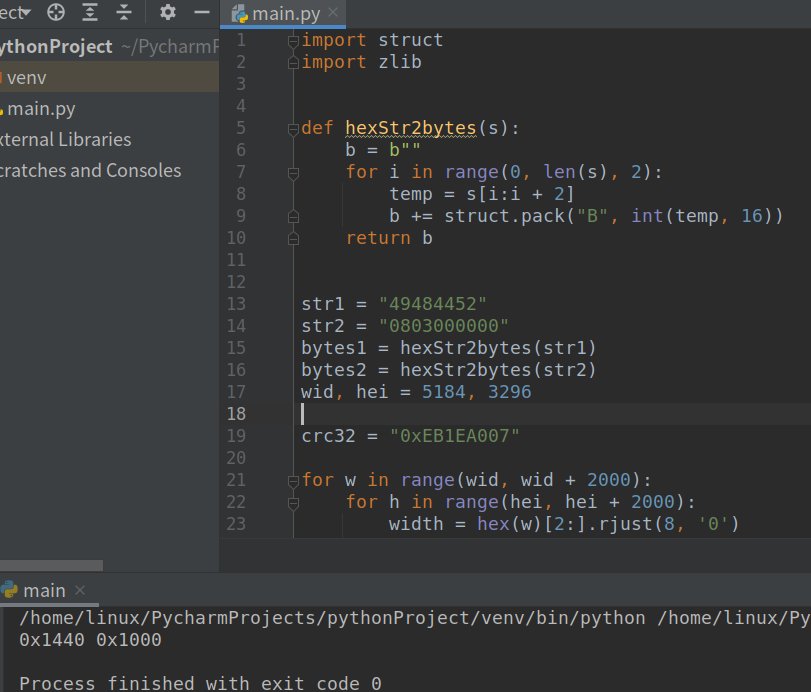 ect
main.py
ythonProject ~/PycharmP
venv
main.py
xternal Libraries
cratches and Consoles
1 import struct
2 import zlib
3
4
5 def hexStr2bytes(s):
6 b = b""
7 for i in range(0, len(s), 2):
8 temp = s[i:i + 2]
9 b += struct.pack("B", int(temp, 16))
10 return b
11
12
13 str1 = "49484452"
14 str2 = "0803000000"
15 bytes1 = hexStr2bytes(str1)
16 bytes2 = hexStr2bytes(str2)
17 wid, hei = 5184, 3296
18
19 crc32 = "0xEB1EA007"
20
21 for w in range(wid, wid + 2000):
22 for h in range(hei, hei + 2000):
23 width = hex(w)[2:].rjust(8, '0')
main
/home/linux/PycharmProjects/pythonProject/venv/bin/python /home/linux/Py
0x1440 0x1000
Process finished with exit code 0